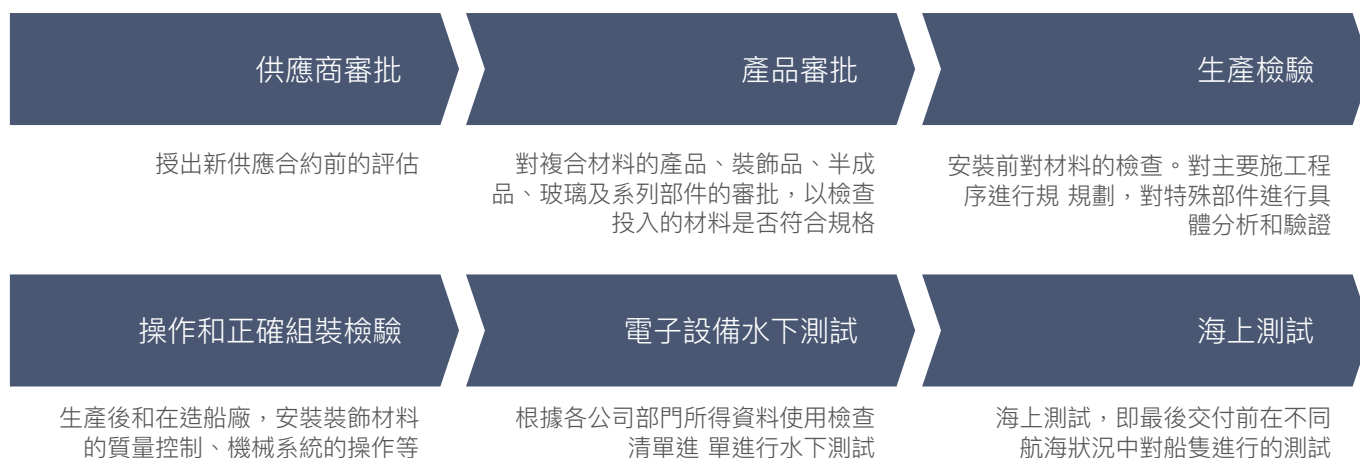 供應商審批
授出新供應合約前的評估
產品審批
對複合材料的產品、裝飾品、半成
品、玻璃及系列部件的審批，以檢查
投入的材料是否符合規格
生產檢驗
安裝前對材料的檢查。對主要施工程
序進行規 規劃，對特殊部件進行具
體分析和驗證
操作和正確組裝檢驗
生產後和在造船廠，安裝裝飾材料
的質量控制、機械系統的操作等
電子設備水下測試
根據各公司部門所得資料使用檢查
清單進 單進行水下測試
海上測試
海上測試，即最後交付前在不同
航海狀況中對船隻進行的測試